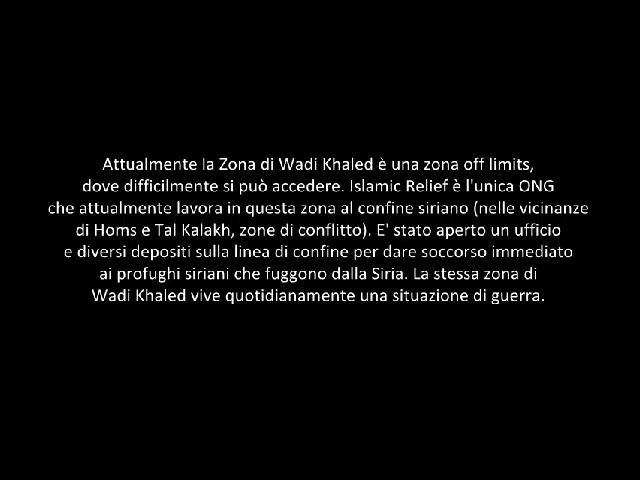 Attualmente la Zona di Wadi Khaled è una zona off limits,
dove difficilmente si può accedere. Islamic Relief è l'unica ONG
che attualmente lavora in questa zona al confine siriano (nelle vicinanze
di Homs e Tal Kalakh, zone di conflitto). E' stato aperto un ufficio
e diversi depositi sulla linea di confine per dare soccorso immediato
ai profughi siriani che fuggono dalla Siria. La stessa zona di
Wadi Khaled vive quotidianamente una situazione di guerra.